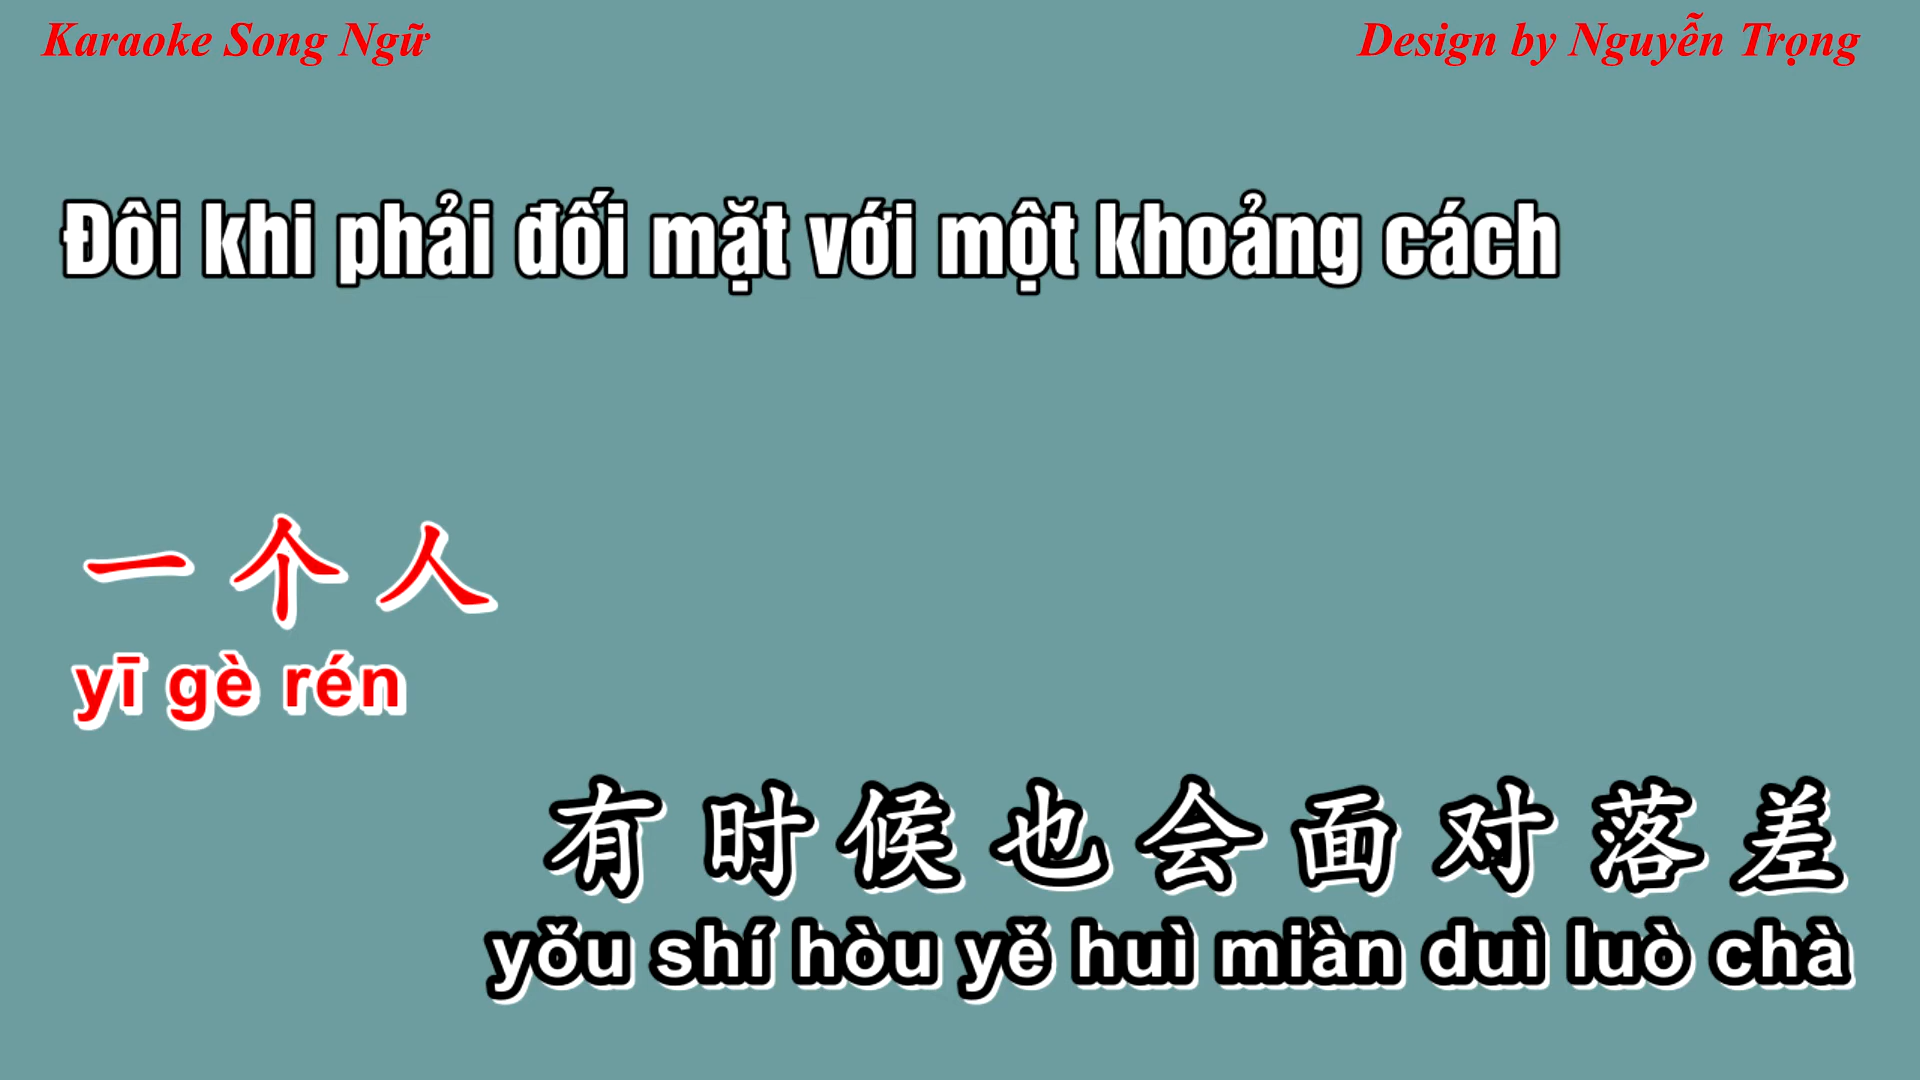 Karaoke Song Ngữ
Design by Nguyễn Trọng
Đôi khi phải đối mặt với một khoảng cách
一个人
yī gè rén
有时候也会面对落差
yǒu shí hòu yě huì miàn duì luò chà